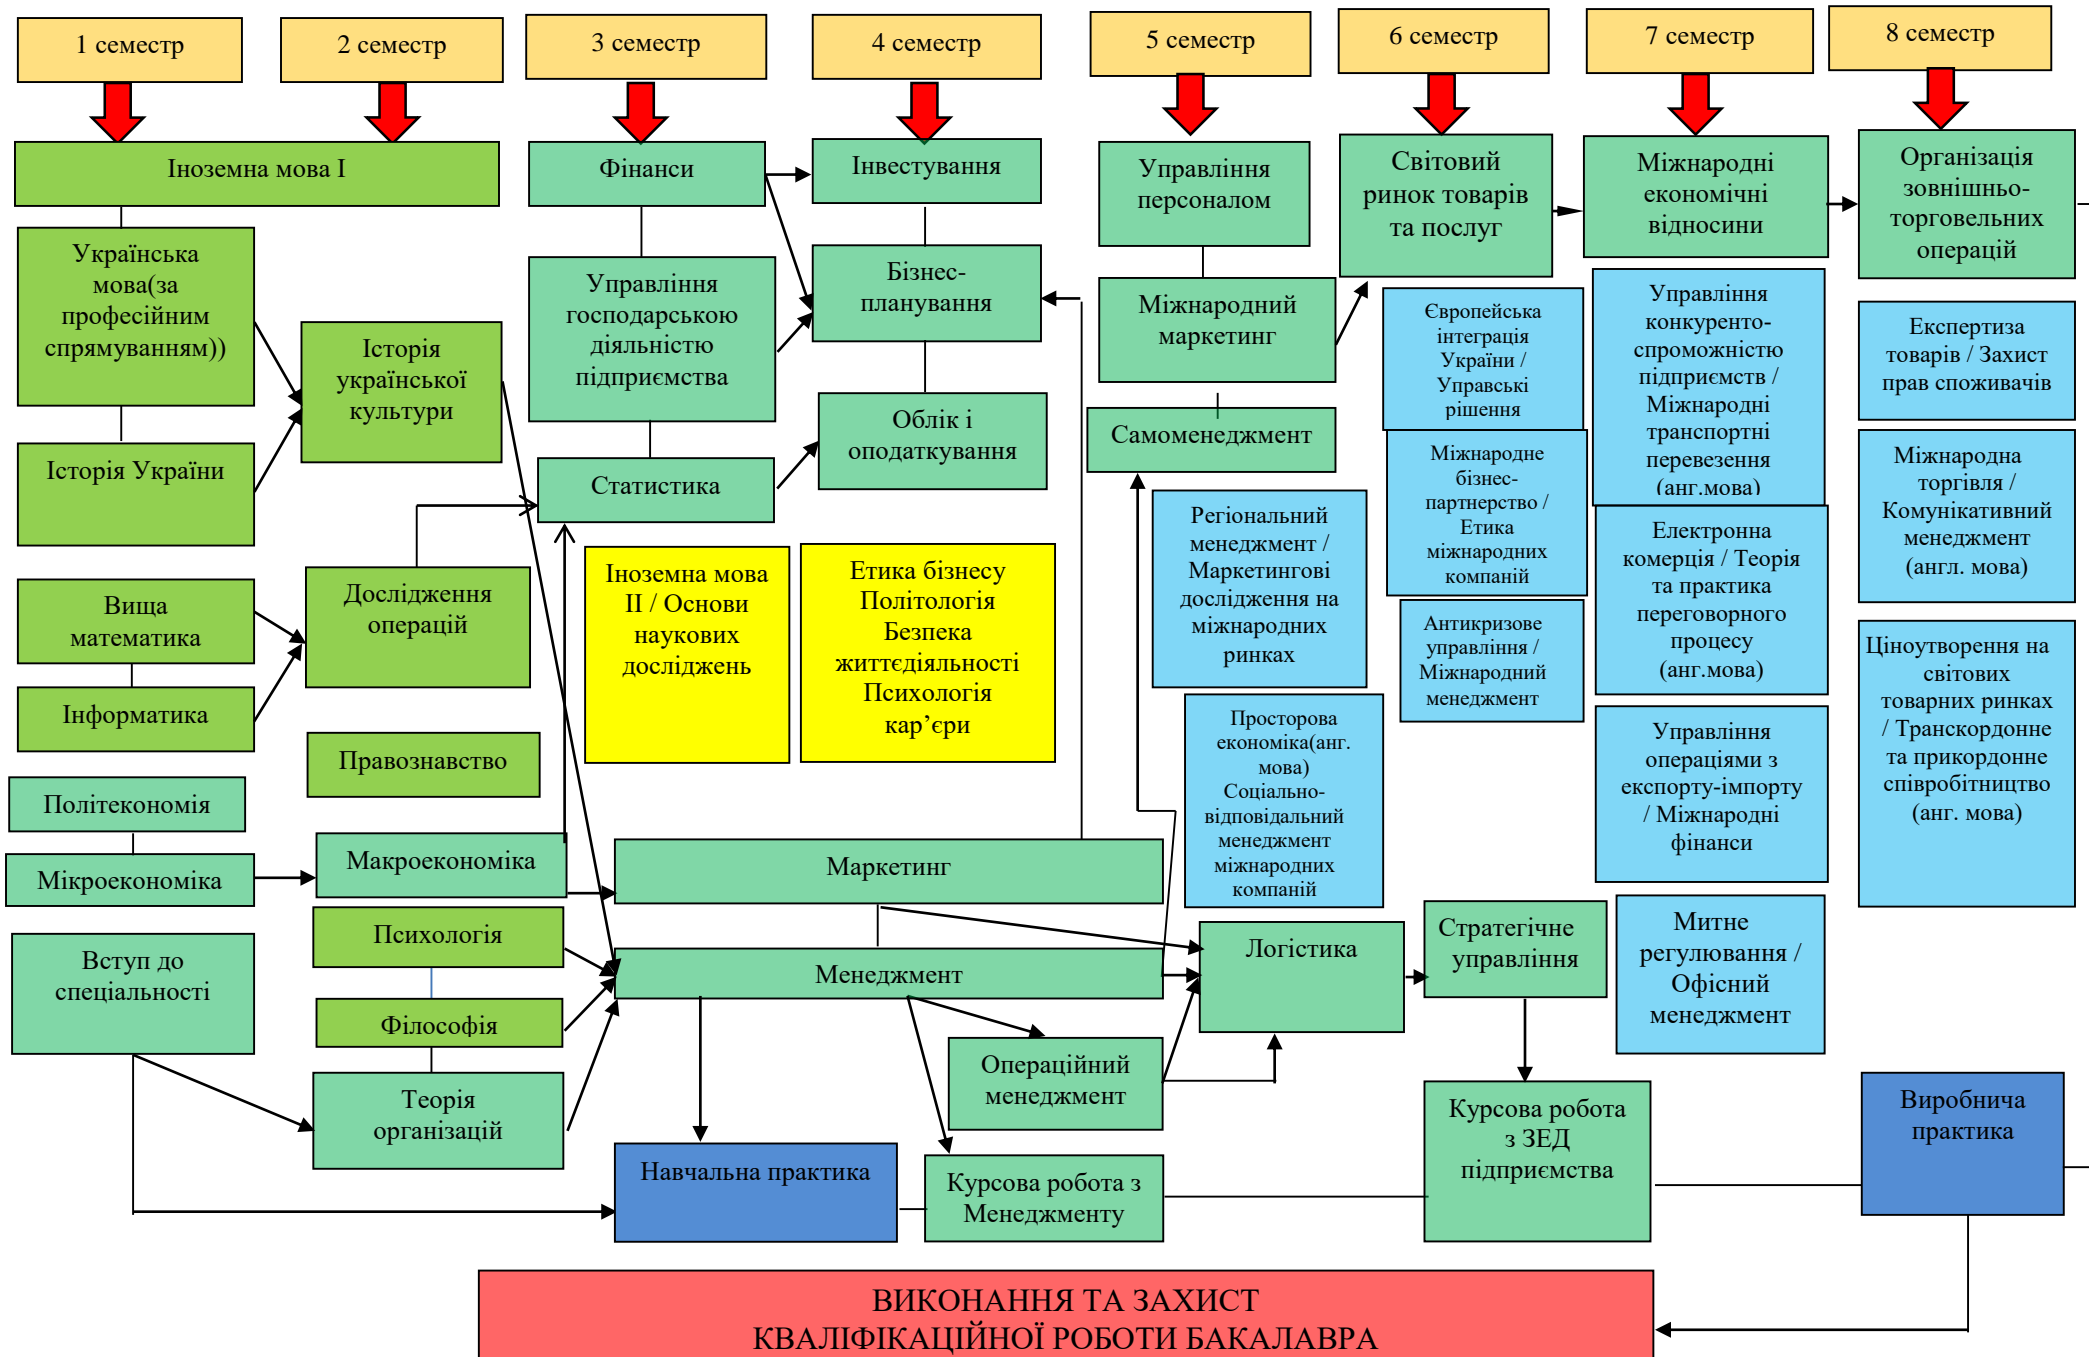 1 семестр
2 семестр
3 семестр
4 семестр
5 семестр
6 семестр
7 семестр
8 семестр
Іноземна мова І
Українська
мова(за
професійним
спрямуванням))
Історія України
Вища
математика
Інформатика
Політекономія
Мікроекономіка
Вступ до
спеціальності
Історія
української
культури
Дослідження
операцій
Правознавство
Макроекономіка
Психологія
Філософія
Теорія
організацій
Фінанси
Управління
господарською
діяльністю
підприємства
Статистика
Іноземна мова
ІІ / Основи
наукових
досліджень
Інвестування
Бізнес-
планування
Облік і
оподаткування
Етика бізнесу
Політологія
Безпека
життєдіяльності
Психологія
кар’єри
Маркетинг
Менеджмент
Операційний
менеджмент
Навчальна практика
Курсова робота з
Менеджменту
Управління
персоналом
Міжнародний
маркетинг
Самоменеджмент
Регіональний
менеджмент /
Маркетингові
дослідження на
міжнародних
ринках
Просторова
економіка(анг.
мова)
Соціально-
відповідальний
менеджмент
міжнародних
компаній
Логістика
Світовий
ринок товарів
та послуг
Європейська
інтеграція
України /
Управські
рішення
Міжнародне
бізнес-
партнерство /
Етика
міжнародних
компаній
Антикризове
управління /
Міжнародний
менеджмент
Стратегічне
управління
Курсова робота
з ЗЕД
підприємства
Міжнародні
економічні
відносини
Управління
конкуренто-
спроможністю
підприємств /
Міжнародні
транспортні
перевезення
(анг.мова)
Електронна
комерція / Теорія
та практика
переговорного
процесу
(анг.мова)
Управління
операціями з
експорту-імпорту
/ Міжнародні
фінанси
Митне
регулювання /
Офісний
менеджмент
Організація
зовнішньо-
торговельних
операцій
Експертиза
товарів / Захист
прав споживачів
Міжнародна
торгівля /
Комунікативний
менеджмент
(англ. мова)
Ціноутворення на
світових
товарних ринках
/ Транскордонне
та прикордонне
співробітництво
(анг. мова)
Виробнича
практика
ВИКОНАННЯ ТА ЗАХИСТ
КВАЛІФІКАЦІЙНОЇ РОБОТИ БАКАЛАВРА